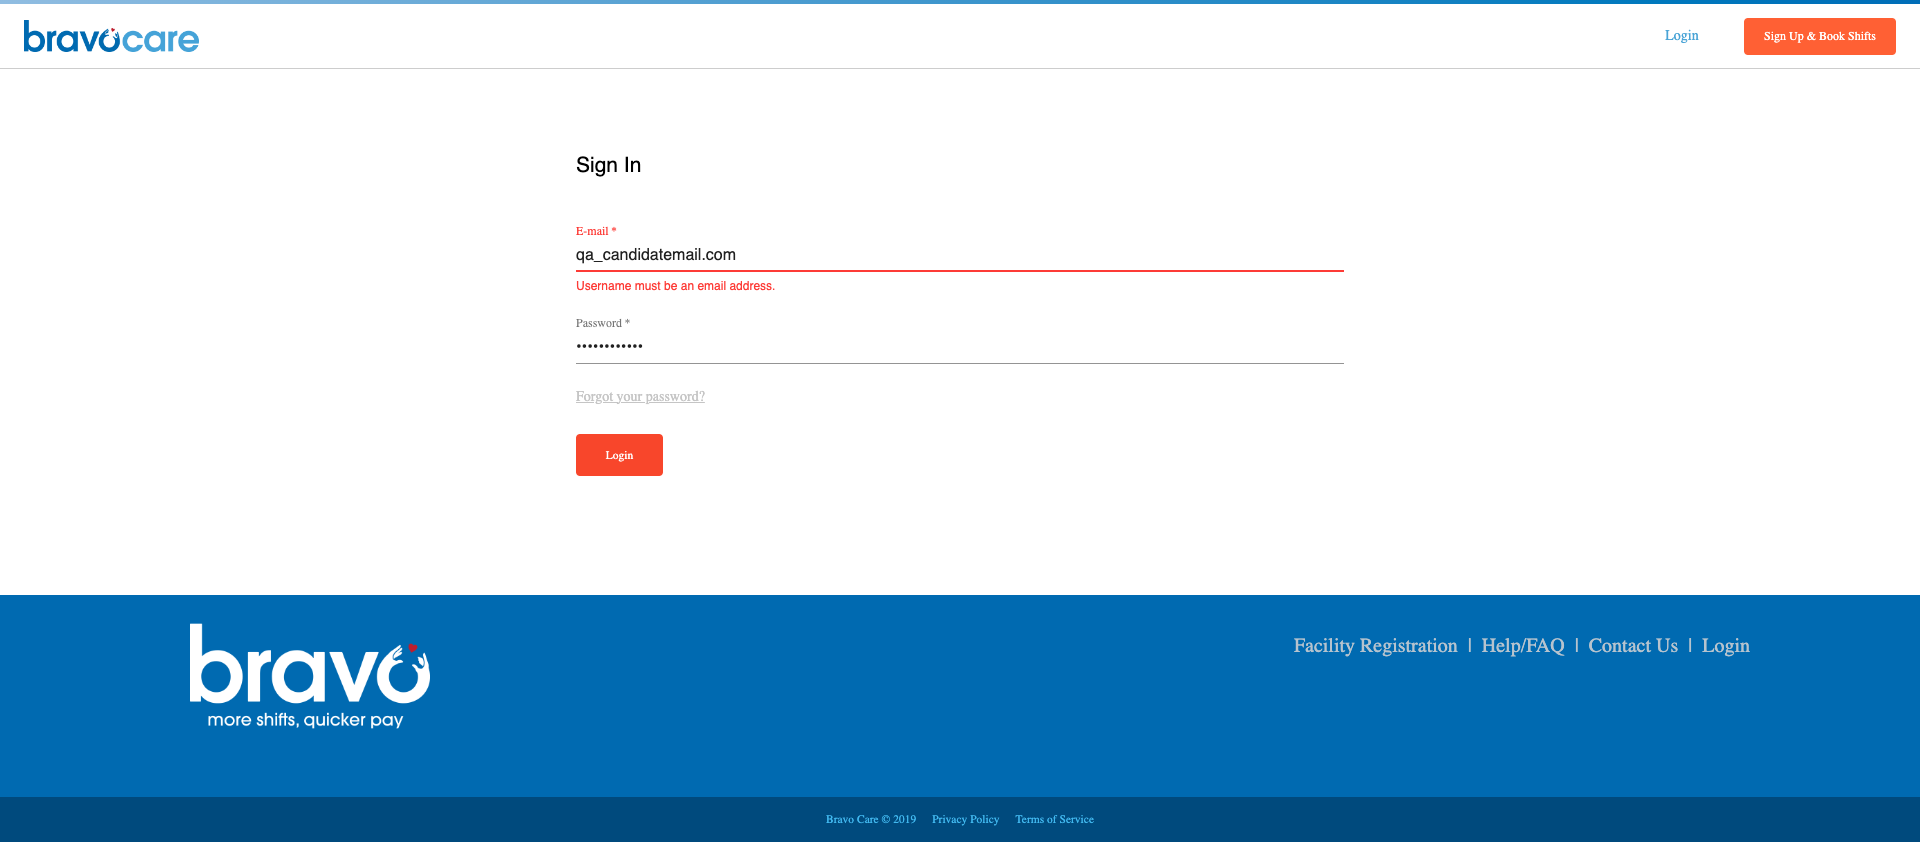 bravocare
Login
Sign Up & Book Shifts
Sign In
E-mail *
qa_candidatemail.com
Username must be an email address.
Password *
••••••••••••
Forgot your password?
Login
bravo
more shifts, quicker pay
Facility Registration | Help/FAQ | Contact Us | Login
Bravo Care © 2019 Privacy Policy Terms of Service